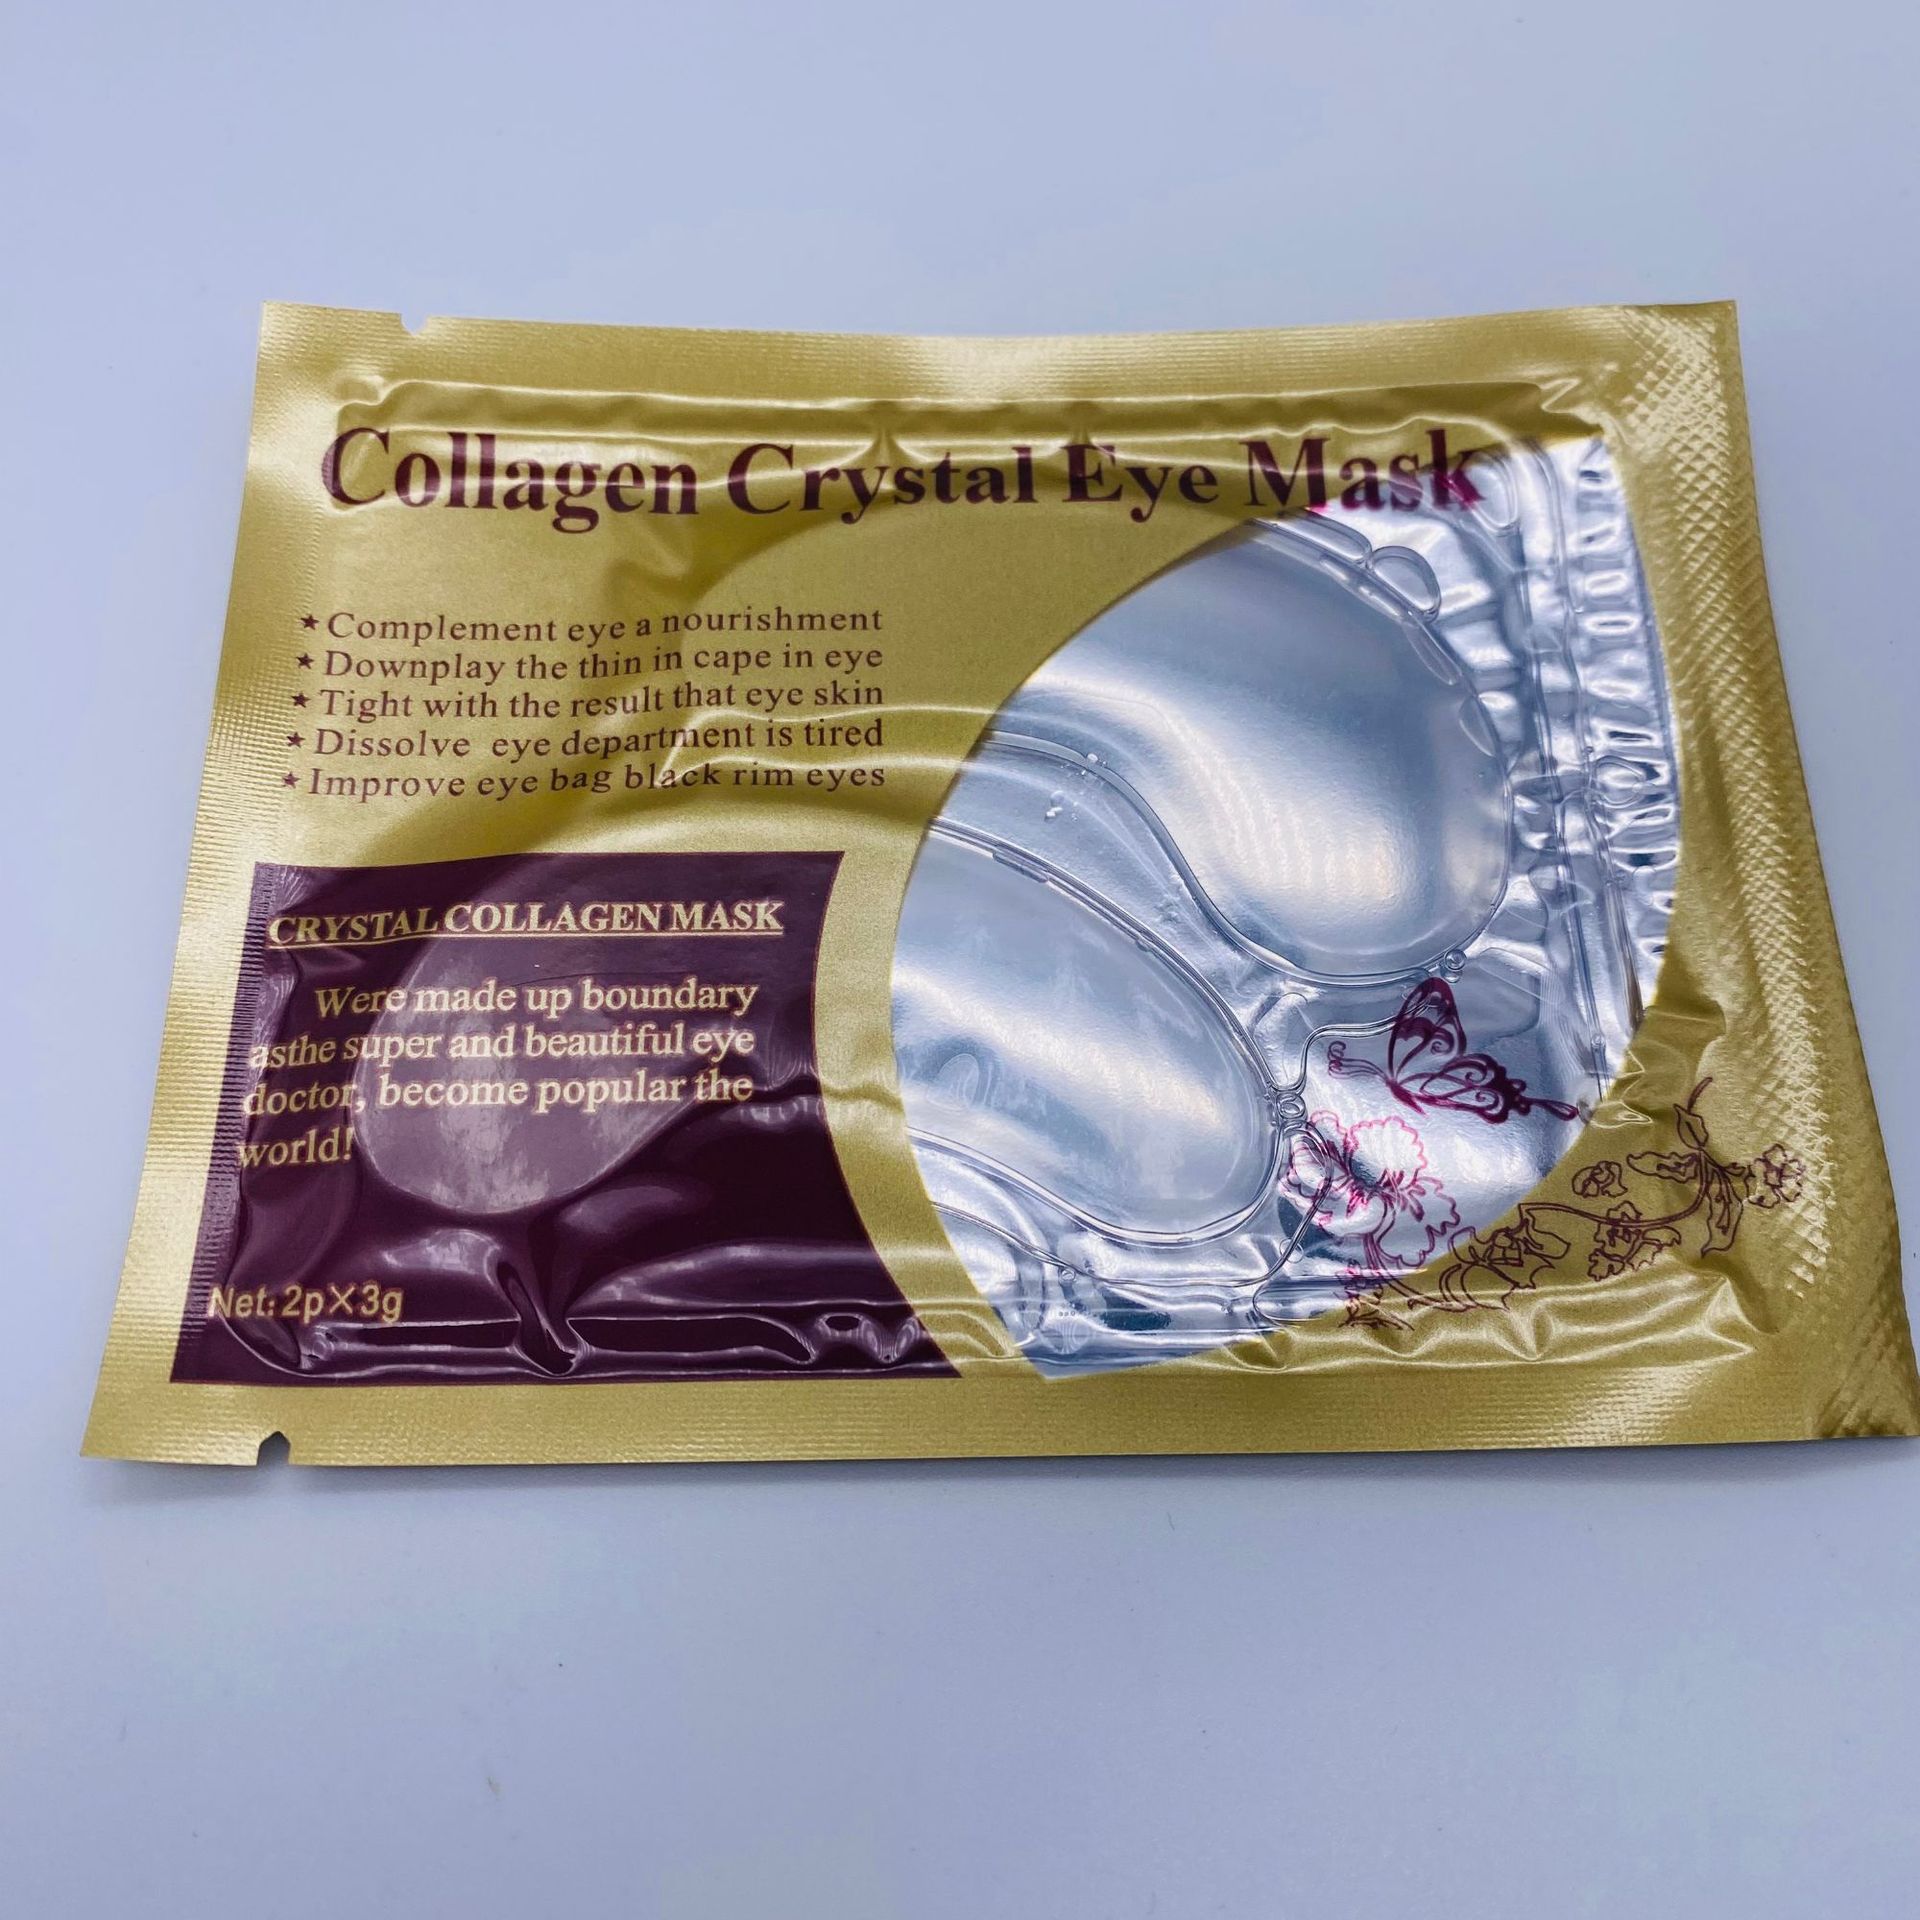 Collagen Crystal Eye Mask
★Complement eye a nourishment
★Downplay the thin in cape in eye
★Tight with the result that eye skin
★Dissolve eye department is tired
★Improve eye bag black rim eyes
CRYSTAL COLLAGEN MASK
Were made up boundary
asthe super and beautiful eye
doctor, become popular the
world!
Net:2p×3g